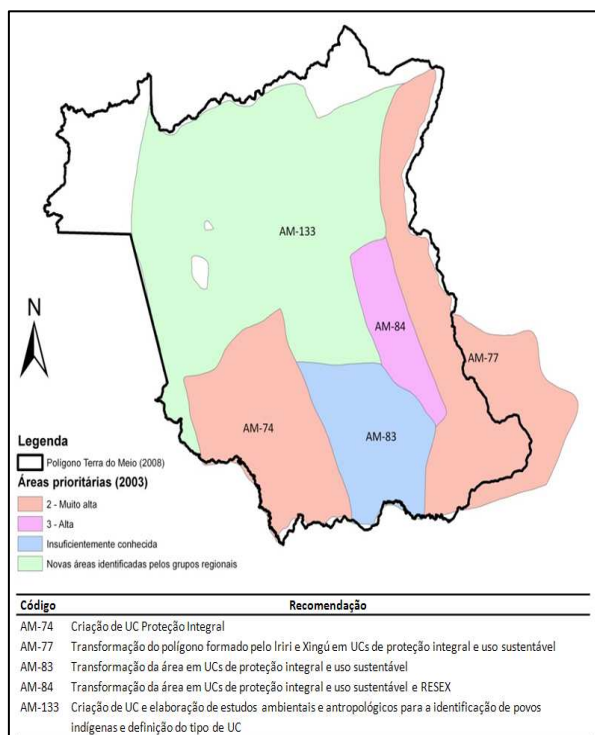 AM-133
AM-84
AM-77
AM-74
AM-83
N
Legenda
Polígono Terra do Meio (2008)
Áreas prioritárias (2003)
2 - Muito alta
3 - Alta
Insuficientemente conhecida
Novas áreas identificadas pelos grupos regionais
Código Recomendação
AM-74 Criação de UC Proteção Integral
AM-77 Transformação do polígono formado pelo Iriri e Xingú em UCs de proteção integral e uso sustentável
AM-83 Transformação da área em UCs de proteção integral e uso sustentável
AM-84 Transformação da área em UCs de proteção integral e uso sustentável e RESEX
AM-133 Criação de UC e elaboração de estudos ambientais e antropológicos para a identificação de povos
indígenas e definição do tipo de UC